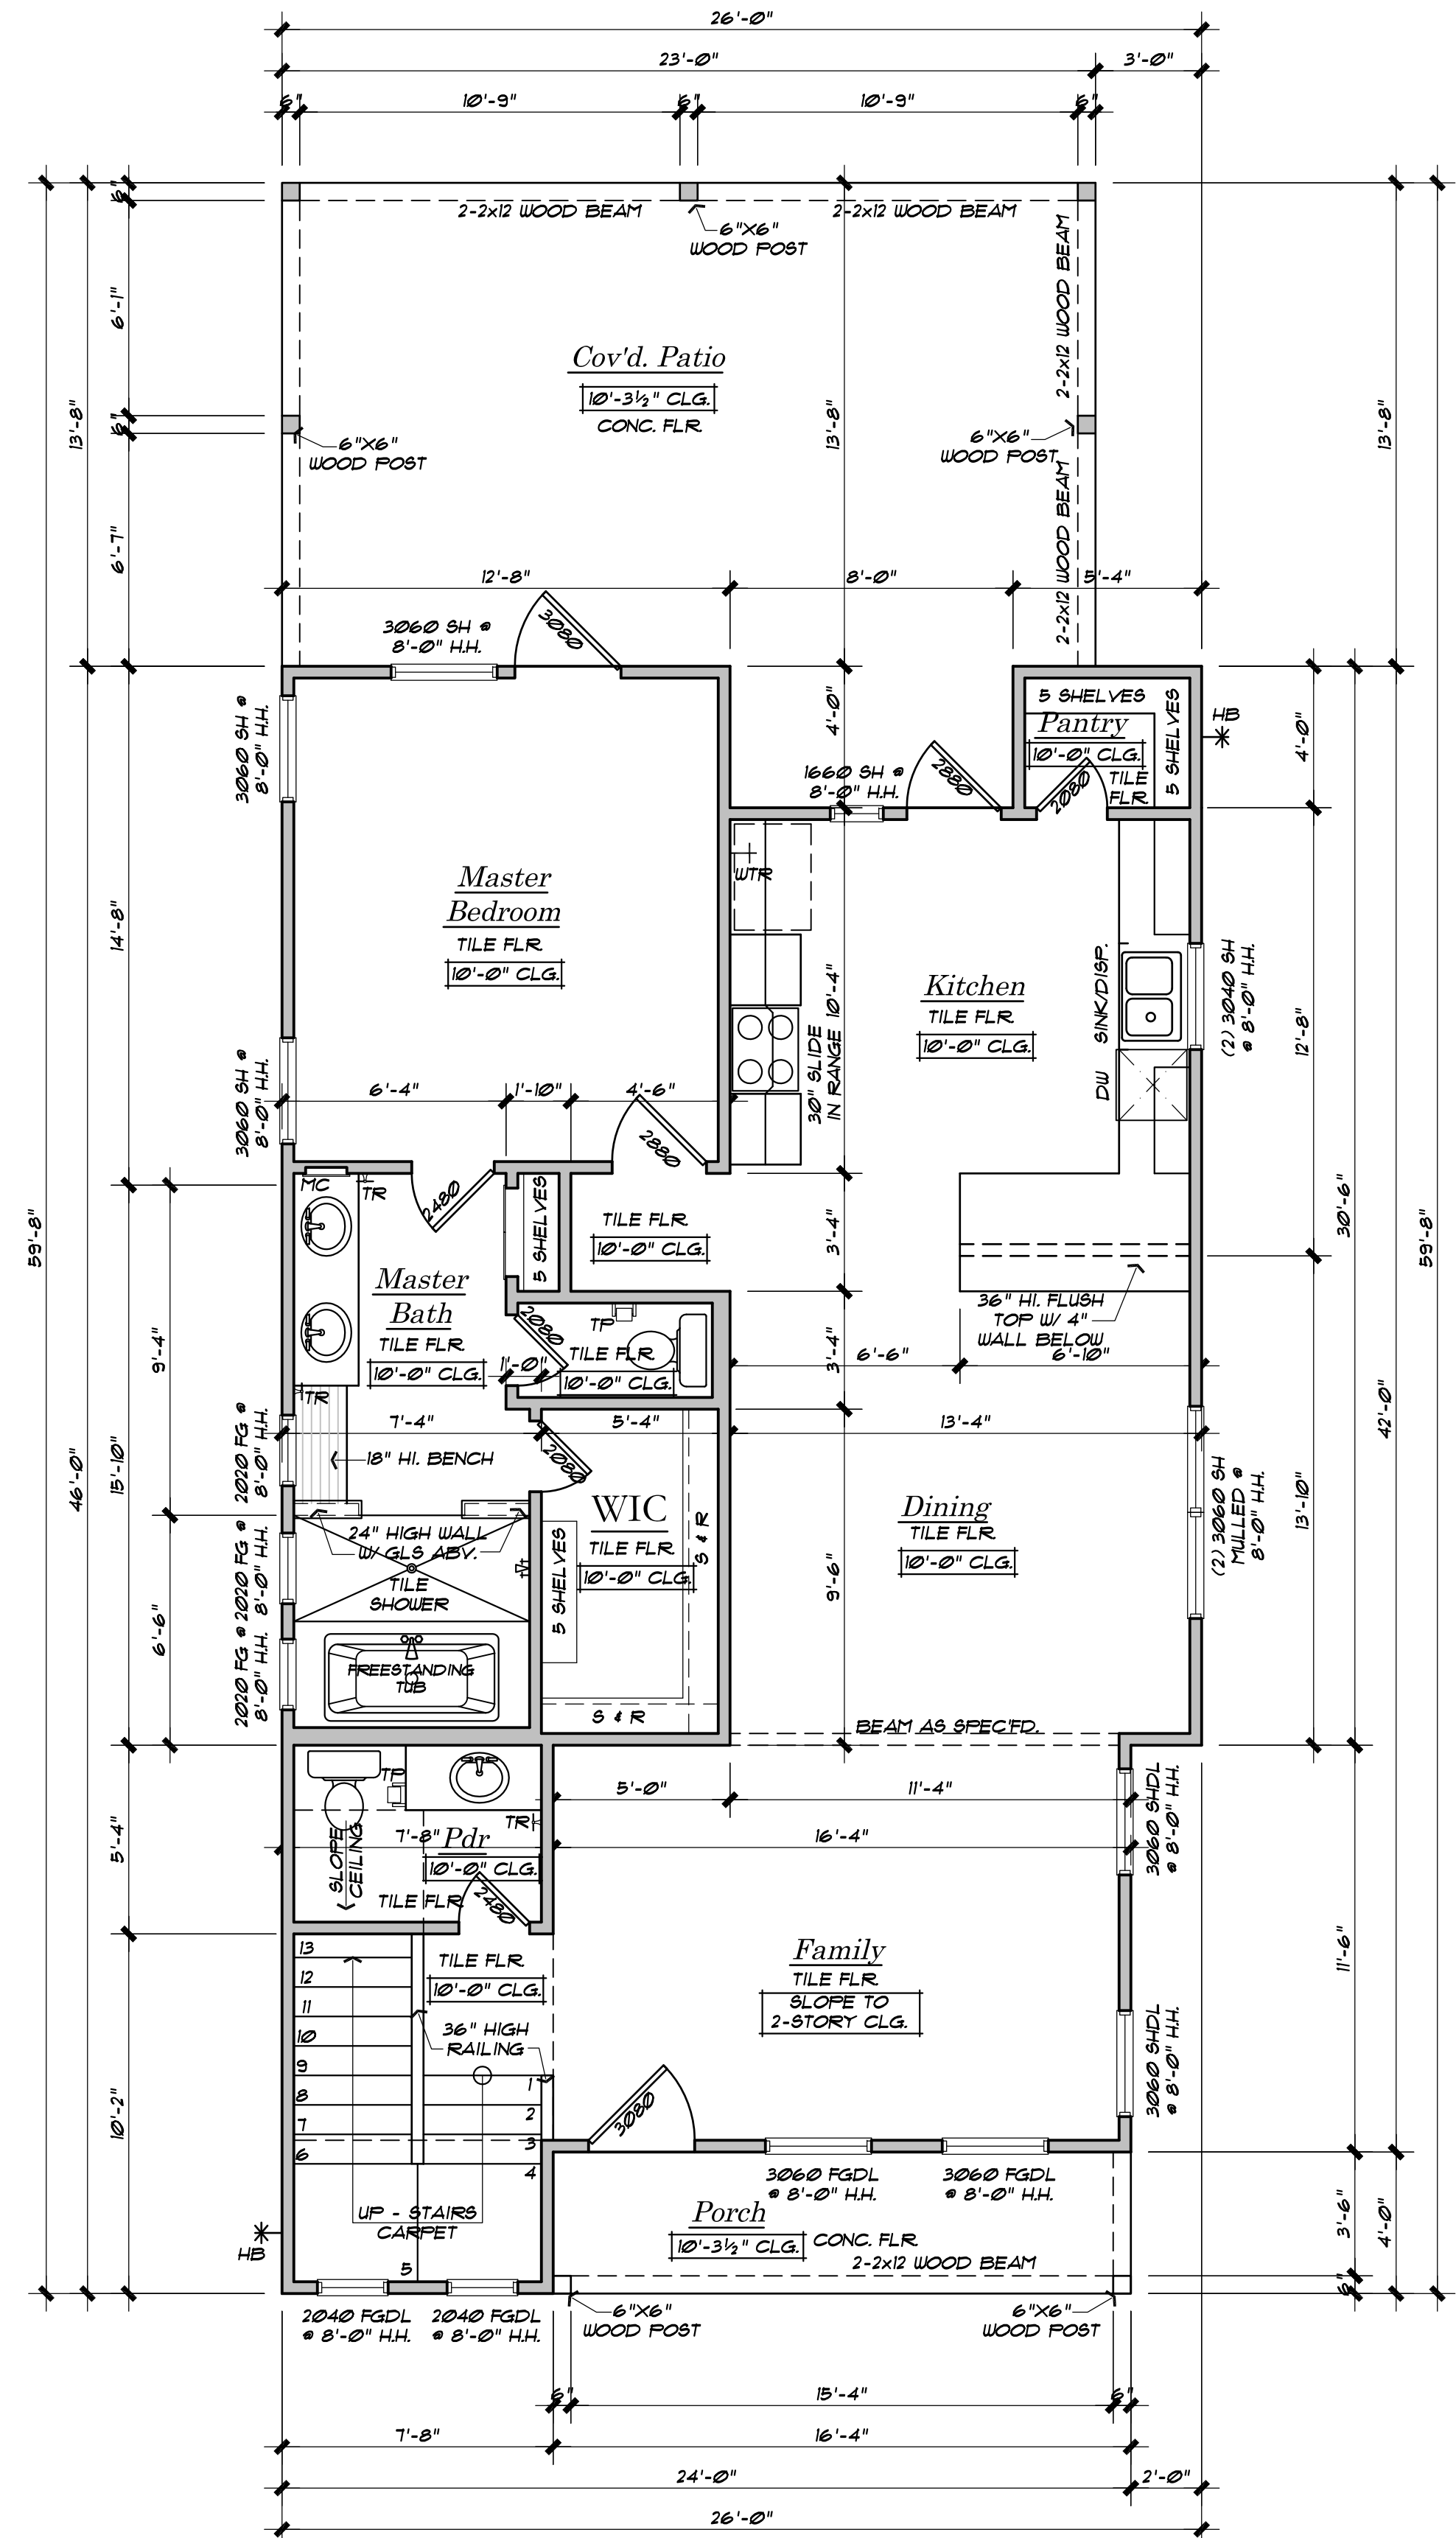 26'-0"
23'-0"
3'-0"
6"
10'-9"
6"
10'-9"
6"
6"
2-2x12 WOOD BEAM
2-2x12 WOOD BEAM
6"X6"
WOOD POST
2-2x12 WOOD BEAM
6'-1"
Cov'd. Patio
10'-3½" CLG.
CONC. FLR.
13'-8"
13'-8"
13'-8"
6"
6"X6"
WOOD POST
6"X6"
WOOD POST
2-2x12 WOOD BEAM
6'-7"
12'-8"
8'-0"
5'-4"
3060 SH @
8'-0" H.H.
3080
3060 SH @
8'-0" H.H.
4'-0"
5 SHELVES
Pantry
10'-0" CLG.
TILE
FLR.
5 SHELVES
2080
HB
4'-0"
1660 SH @
8'-0" H.H.
2880
WTR
Master
Bedroom
TILE FLR.
10'-0" CLG.
14'-8"
Kitchen
TILE FLR.
10'-0" CLG.
SINK/DISP.
DW
(2) 3040 SH
@ 8'-0" H.H.
12'-8"
30" SLIDE
IN RANGE
10'-4"
3060 SH @
8'-0" H.H.
6'-4"
1'-10"
4'-6"
2880
MC
TR
2480
5 SHELVES
TILE FLR.
10'-0" CLG.
3'-4"
30'-6"
59'-8"
59'-8"
Master
Bath
TILE FLR.
10'-0" CLG.
2080
TP
TILE FLR.
10'-0" CLG.
1'-0"
3'-4"
36" HI. FLUSH
TOP W/ 4"
WALL BELOW
6'-6"
6'-10"
9'-4"
TR
42'-0"
7'-4"
5'-4"
13'-4"
2020 FG @
8'-0" H.H.
18" HI. BENCH
2080
15'-10"
46'-0"
WIC
TILE FLR.
10'-0" CLG.
S & R
5 SHELVES
S & R
Dining
TILE FLR.
10'-0" CLG.
9'-6"
(2) 3060 SH
MULLED @
8'-0" H.H.
13'-10"
24" HIGH WALL
W/ GLS ABV.
2020 FG @
8'-0" H.H.
TILE
SHOWER
6'-6"
2020 FG @
8'-0" H.H.
FREESTANDING
TUB
BEAM AS SPEC'FD.
5'-0"
11'-4"
3060 SHDL
@ 8'-0" H.H.
TP
TR
7'-8"
Pdr
10'-0" CLG.
TILE FLR.
SLOPE
CEILING
2480
5'-4"
16'-4"
13
12
11
10
9
8
7
6
5
1
2
3
4
TILE FLR.
10'-0" CLG.
36" HIGH
RAILING
Family
TILE FLR.
SLOPE TO
2-STORY CLG.
11'-6"
3060 SHDL
@ 8'-0" H.H.
10'-2"
3080
3060 FGDL
@ 8'-0" H.H.
3060 FGDL
@ 8'-0" H.H.
UP - STAIRS
CARPET
HB
Porch
10'-3½" CLG.
CONC. FLR.
2-2x12 WOOD BEAM
3'-6"
4'-0"
6"
2040 FGDL
@ 8'-0" H.H.
2040 FGDL
@ 8'-0" H.H.
6"X6"
WOOD POST
6"X6"
WOOD POST
6"
15'-4"
6"
7'-8"
16'-4"
24'-0"
2'-0"
26'-0"